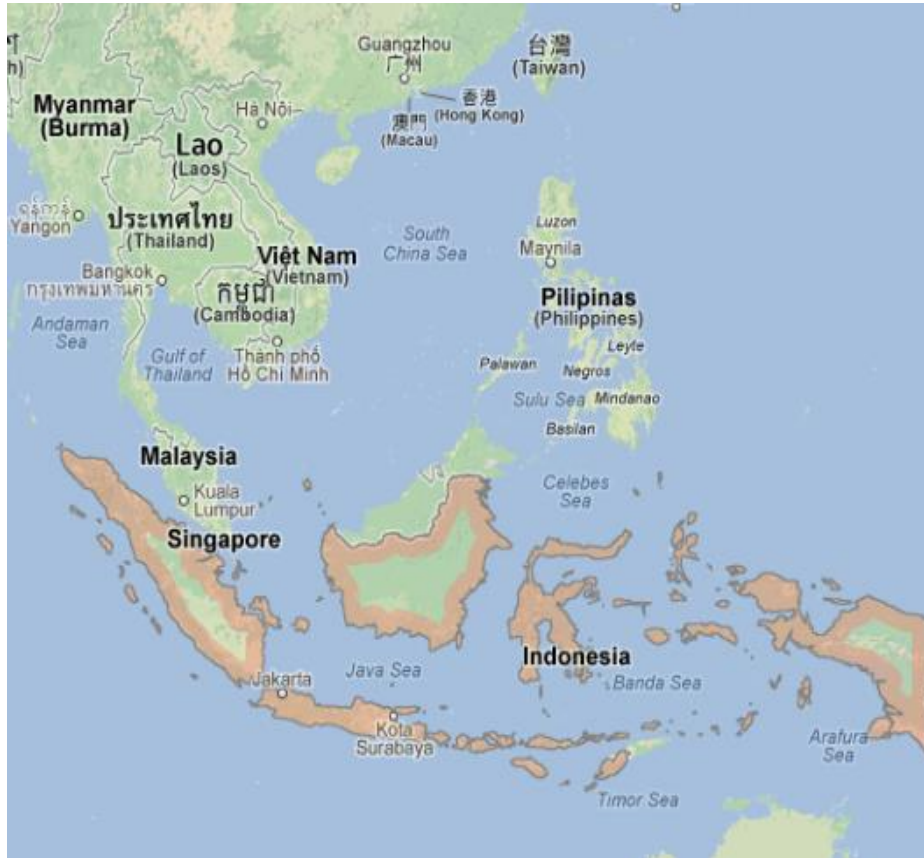 Guangzhou
广州
台灣
(Taiwan)
香港
(Hong Kong)
澳門
(Macau)
Myanmar
(Burma)
Hà Nội
Lao
(Laos)
Yangon
ประเทศไทย
(Thailand)
Việt Nam
(Vietnam)
South
China Sea
Luzon
Maynila
Bangkok
กรุงเทพมหานคร
កម្ពុជា
(Cambodia)
Pilipinas
(Philippines)
Andaman
Sea
Gulf of
Thailand
Thành phố
Hồ Chí Minh
Leyte
Palawan
Negros
Sulu Sea
Mindanao
Basilan
Malaysia
Kuala
Lumpur
Celebes
Sea
Singapore
Indonesia
Java Sea
Jakarta
Banda Sea
Kota
Surabaya
Arafura
Sea
Timor Sea